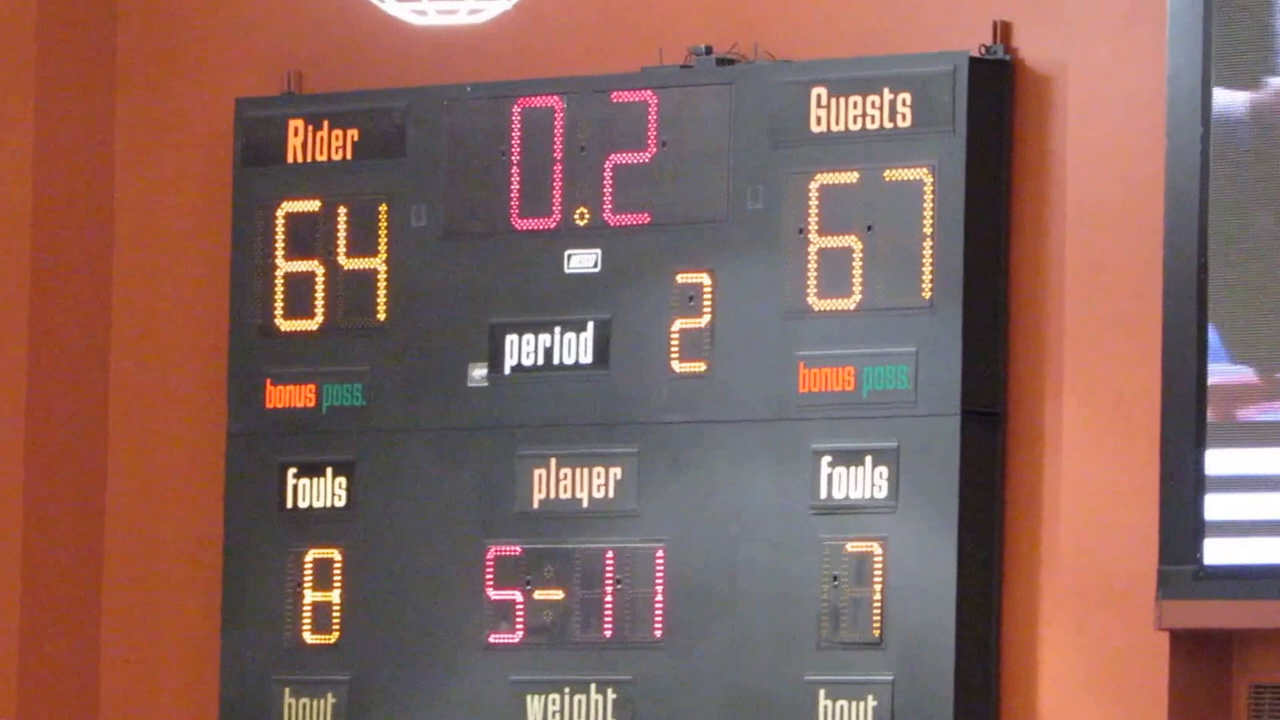 Rider
0.2
Guests
64
67
period
2
bonus poss.
bonus poss.
fouls
player
fouls
8
5-11
7
bout
weight
bout